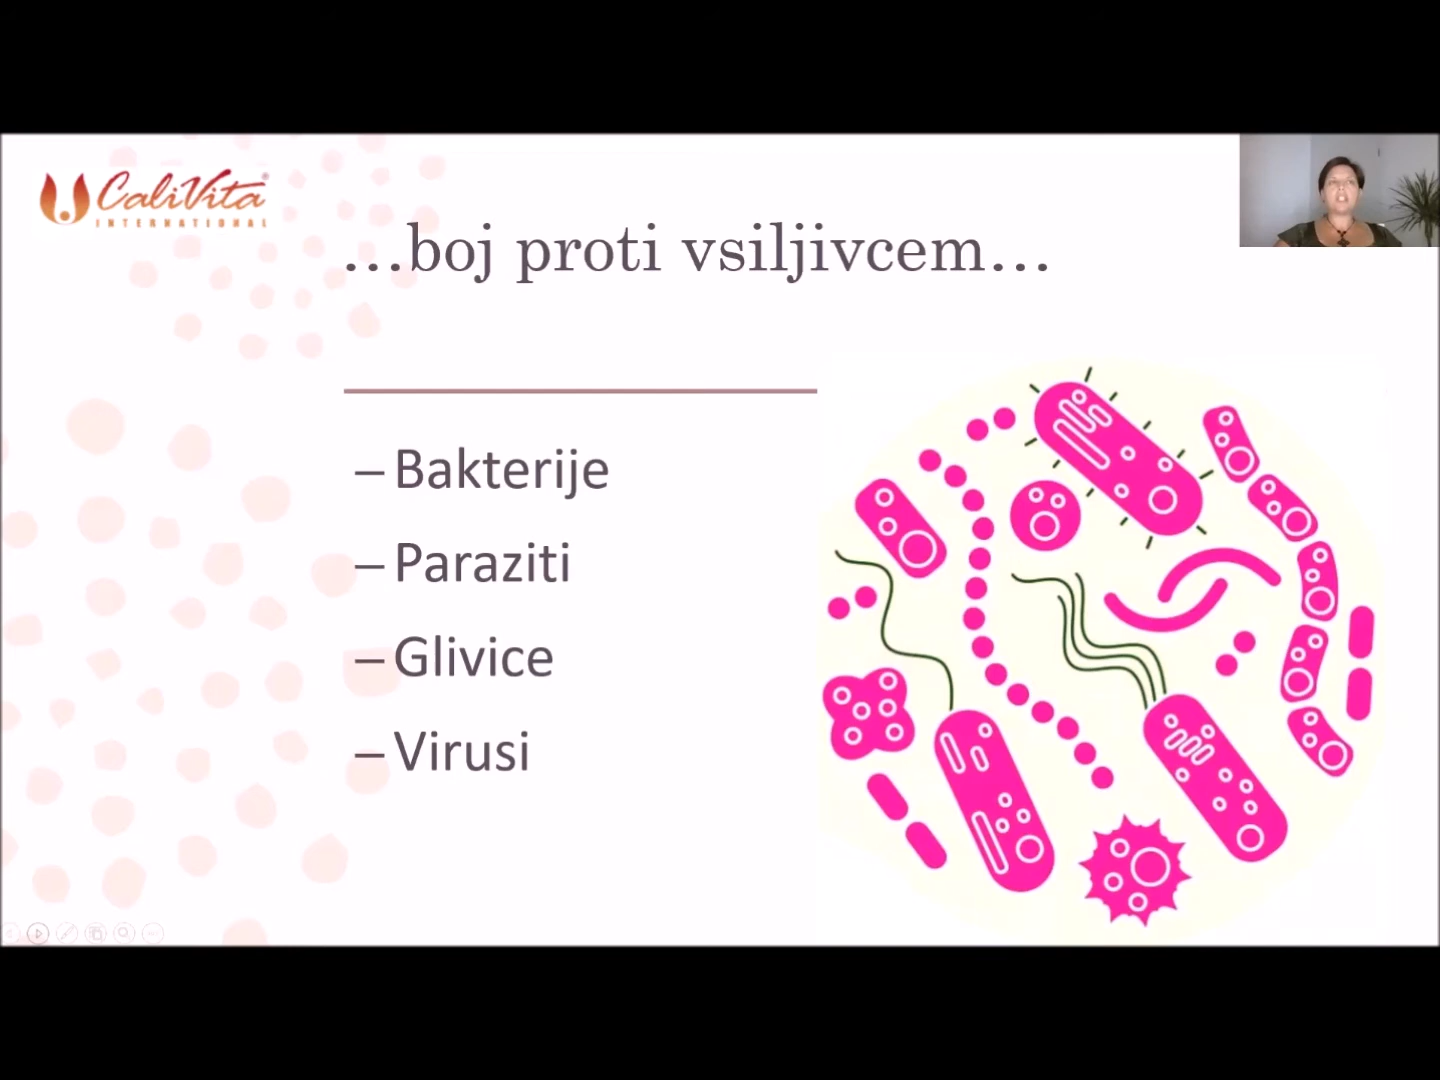 CaliVita®
INTERNATIONAL
...boj proti vsiljivcem...
– Bakterije
– Paraziti
– Glivice
– Virusi